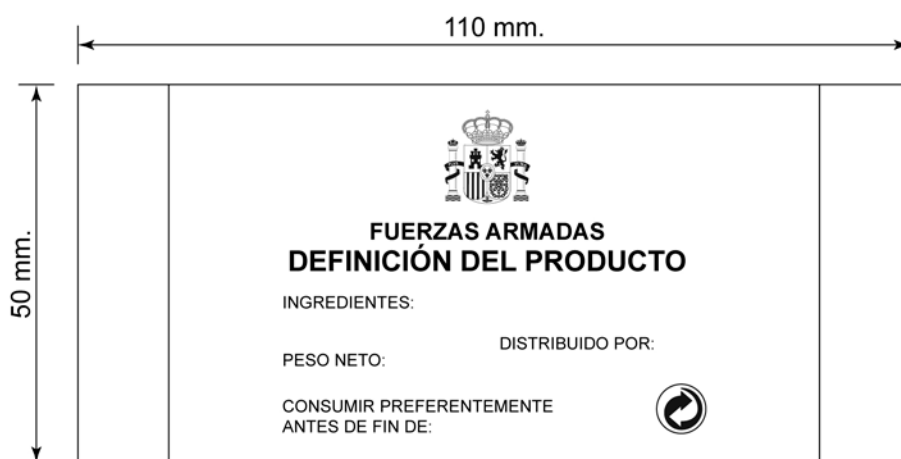 110 mm.
50 mm.
FUERZAS ARMADAS
DEFINICIÓN DEL PRODUCTO
INGREDIENTES:
DISTRIBUIDO POR:
PESO NETO:
CONSUMIR PREFERENTEMENTE
ANTES DE FIN DE: